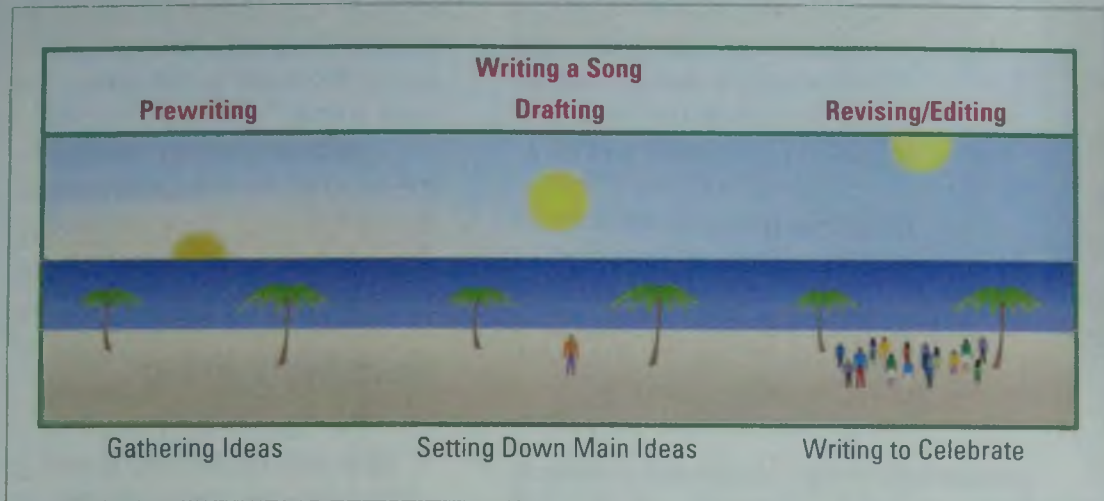 Writing a Song
Prewriting Drafting Revising/Editing
Gathering Ideas Setting Down Main Ideas Writing to Celebrate